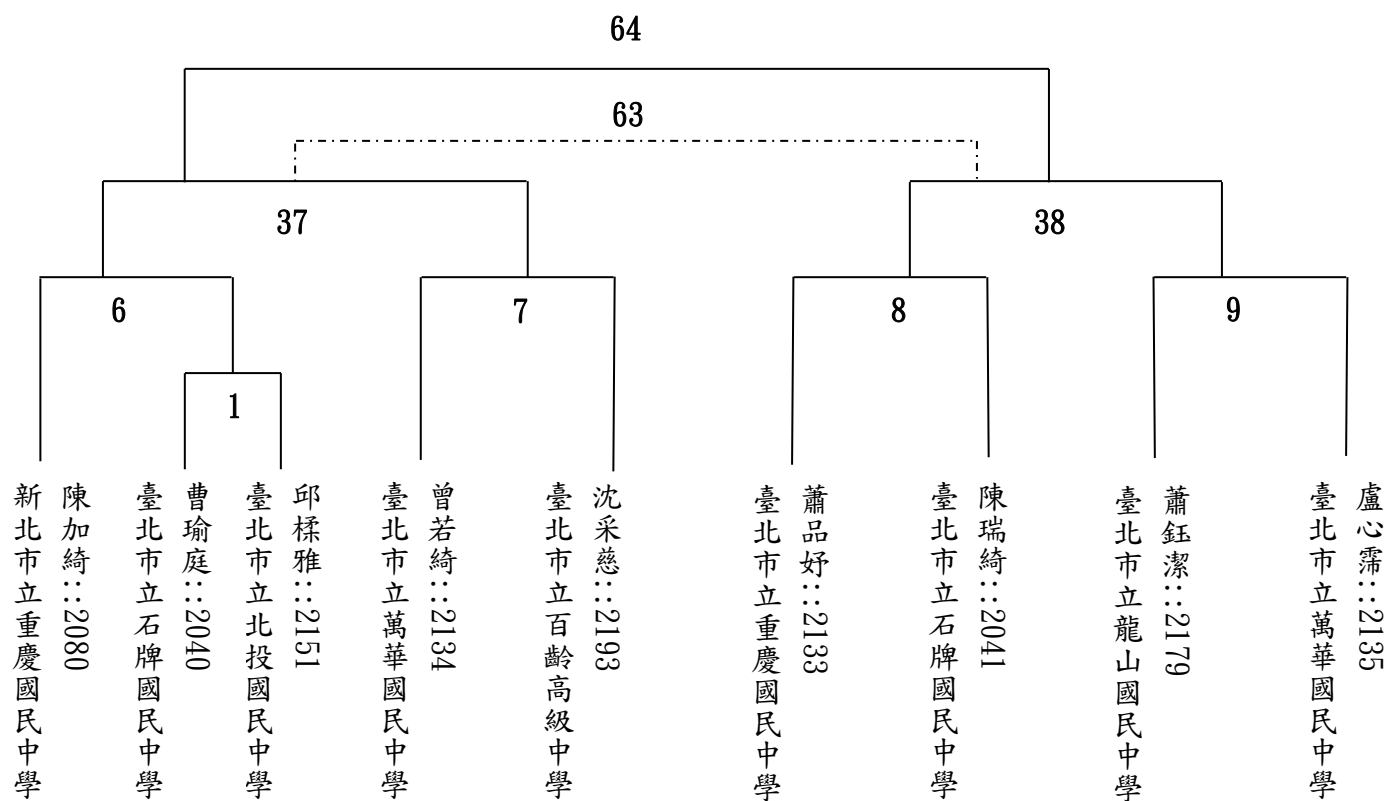 64
63
37
38
6
7
8
9
1
新北市立重慶國民中學
陳加綺::2080
臺北市立石牌國民中學
曹瑜庭::2040
臺北市立北投國民中學
邱楺雅::2151
臺北市立萬華國民中學
曾若綺::2134
臺北市立百齡高級中學
沈采慈::2193
臺北市立重慶國民中學
蕭品妤::2133
臺北市立石牌國民中學
陳瑞綺::2041
臺北市立龍山國民中學
蕭鈺潔::2179
臺北市立萬華國民中學
盧心霈::2135